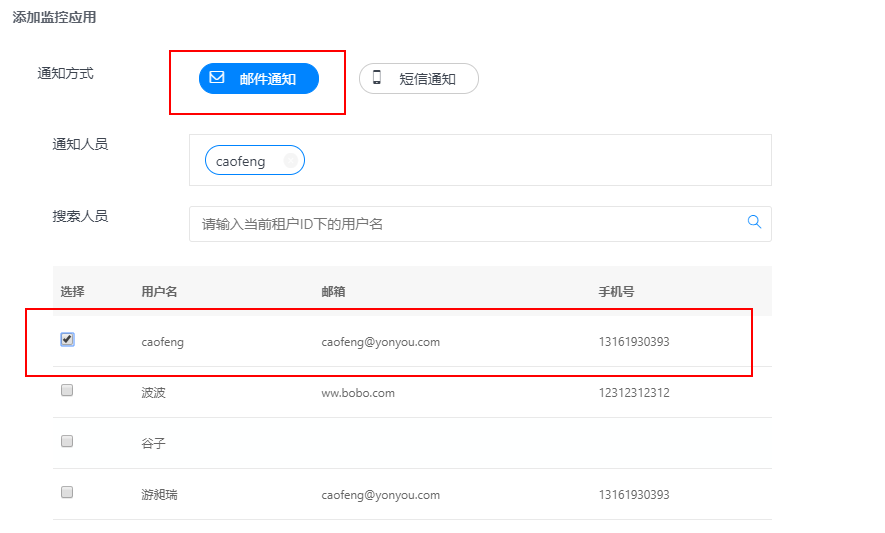 添加监控应用
通知方式 邮件通知 短信通知
通知人员 caofeng
搜索人员 请输入当前租户ID下的用户名
选择 用户名 邮箱 手机号
caofeng caofeng@yonyou.com 13161930393
波波 ww.bobo.com 12312312312
谷子
游昶瑞 caofeng@yonyou.com 13161930393